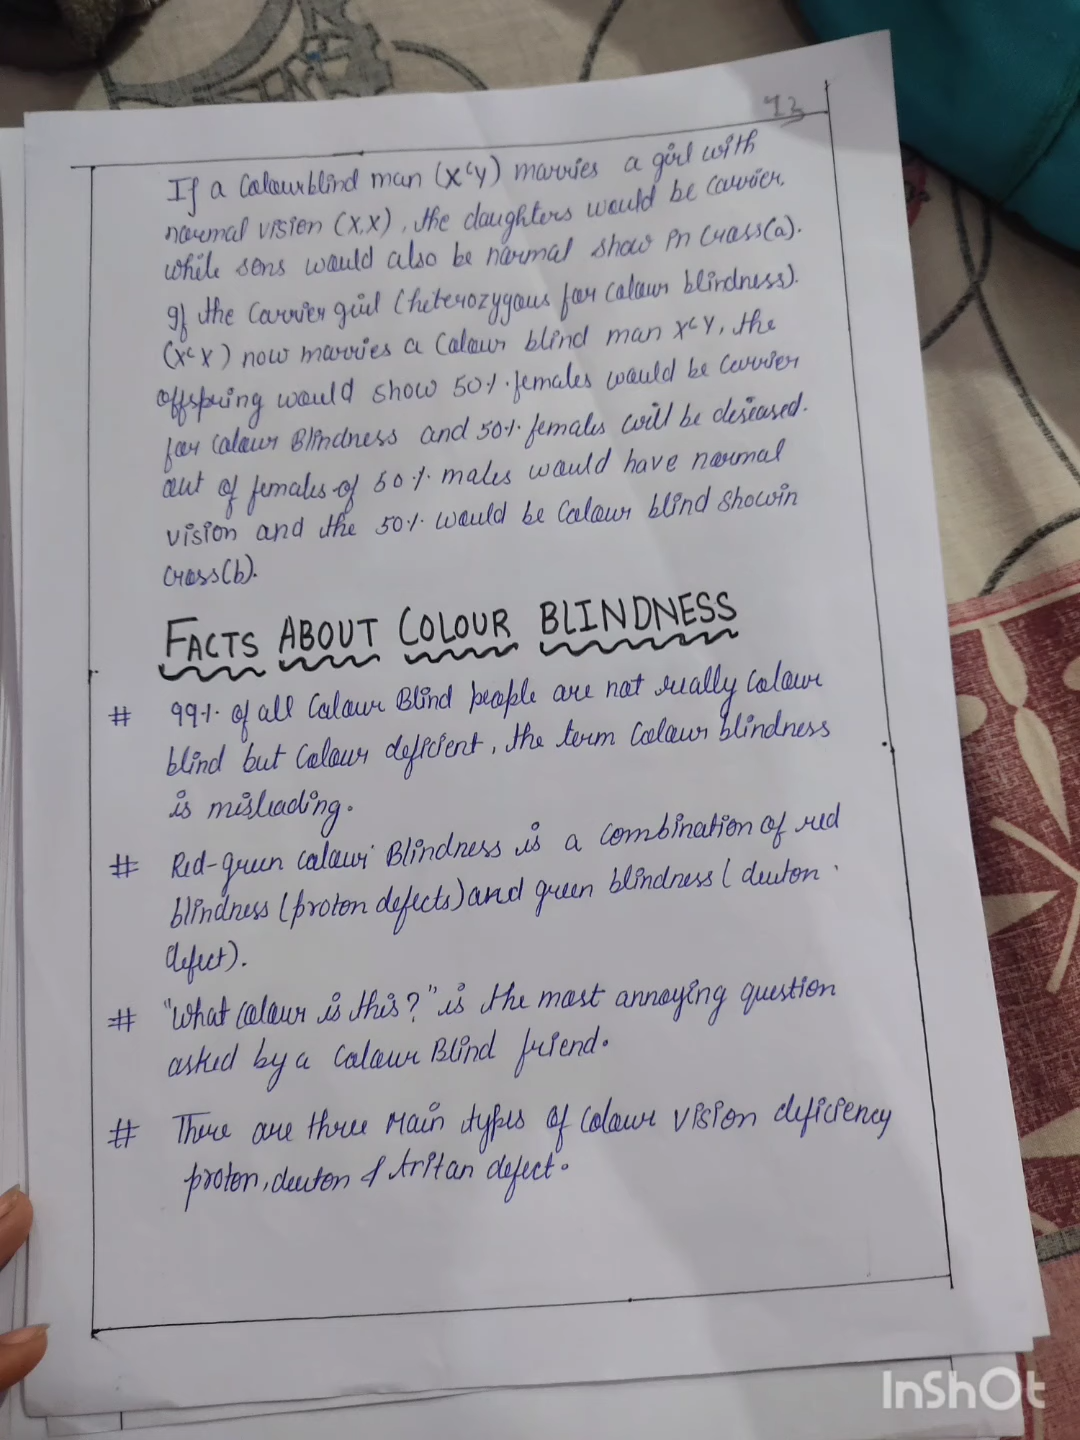 13
If a Colourblind man (XᶜY) marries a girl with
normal vision (X,X), the daughters would be carrier.
while sons would also be normal show in cross(a).
If the carrier girl (heterozygous for colour blindness).
(XᶜX) now marries a Colour blind man XᶜY, the
offspring would show 50% females would be carrier
for colour Blindness and 50% females will be deseased.
out of females of 50% males would have normal
vision and the 50% would be Colour blind show in
cross(b).
FACTS ABOUT COLOUR BLINDNESS
# 99% of all Colour Blind people are not really colour
blind but colour deficient, the term colour blindness
is misleading.
# Red-green colour Blindness is a combination of red
blindness (proton defects) and green blindness (deuton
defect).
# "What colour is this?" is the most annoying question
asked by a Colour Blind friend.
# There are three main types of colour vision deficiency
proton, deuton & tritan defect.
InShOt